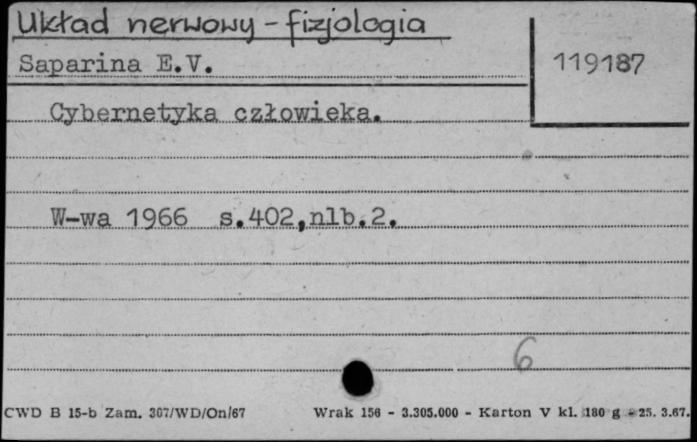 Układ nerwowy - fizjologia
Saparina E.V.
119187
Cybernetyka człowieka.
W-wa 1966 s.402,nlb.2.
6
CWD B 15-b Zam. 307/WD/On/67 Wrak 156 - 3.305.000 - Karton V kl. 180 g - 25. 3.67.